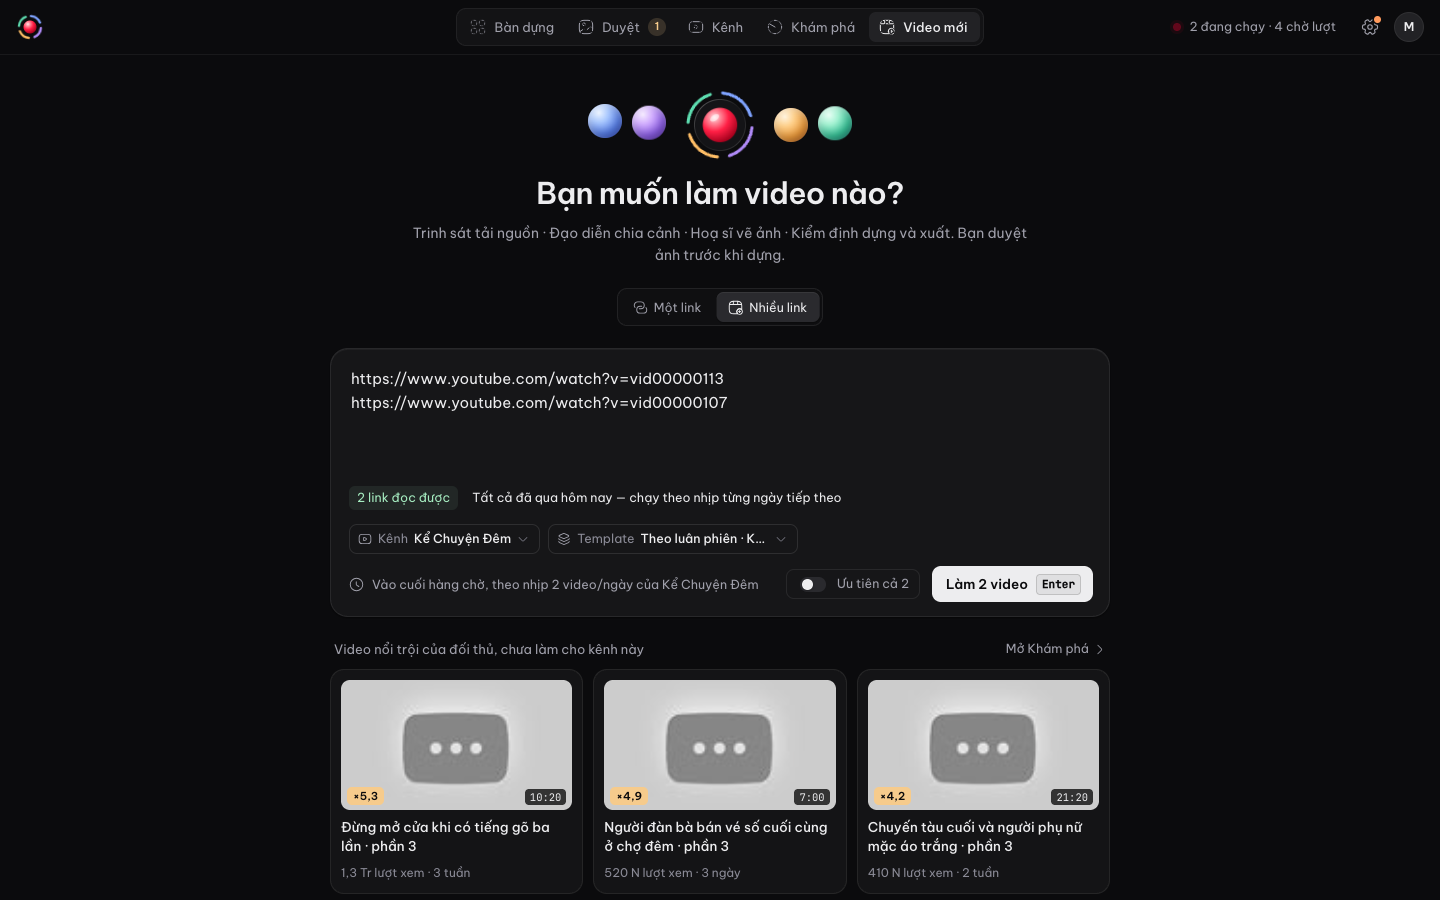 Bàn dựng
Duyệt 1
Kênh
Khám phá
Video mới
2 đang chạy · 4 chờ lượt
M
Bạn muốn làm video nào?
Trinh sát tải nguồn · Đạo diễn chia cảnh · Hoạ sĩ vẽ ảnh · Kiểm định dựng và xuất. Bạn duyệt
ảnh trước khi dựng.
Một link
Nhiều link
https://www.youtube.com/watch?v=vid00000113
https://www.youtube.com/watch?v=vid00000107
2 link đọc được
Tất cả đã qua hôm nay — chạy theo nhịp từng ngày tiếp theo
Kênh Kể Chuyện Đêm
Template Theo luân phiên · K...
Vào cuối hàng chờ, theo nhịp 2 video/ngày của Kể Chuyện Đêm
Ưu tiên cả 2
Làm 2 video Enter
Video nổi trội của đối thủ, chưa làm cho kênh này
Mở Khám phá
×5,3
10:20
Đừng mở cửa khi có tiếng gõ ba
lần · phần 3
1,3 Tr lượt xem · 3 tuần
×4,9
7:00
Người đàn bà bán vé số cuối cùng
ở chợ đêm · phần 3
520 N lượt xem · 3 ngày
×4,2
21:20
Chuyến tàu cuối và người phụ nữ
mặc áo trắng · phần 3
410 N lượt xem · 2 tuần